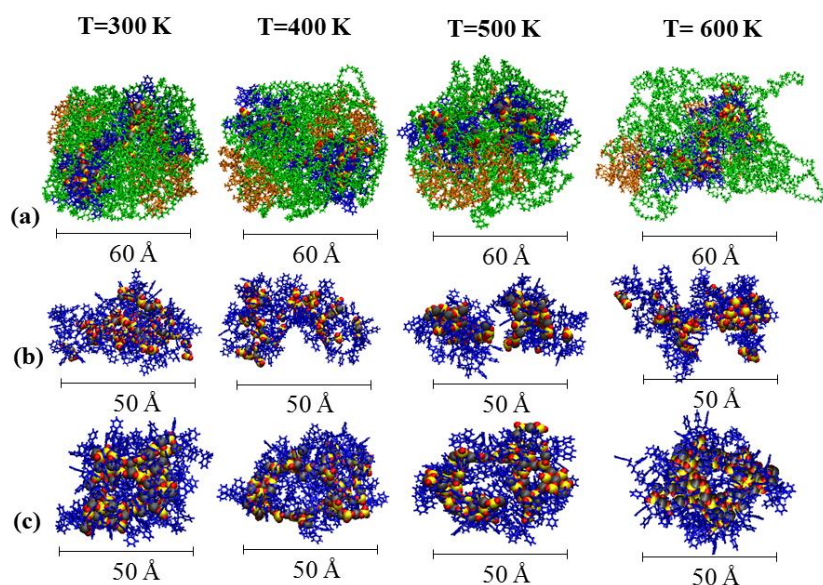 T=300 K T=400 K T=500 K T= 600 K
(a)
60 Å 60 Å 60 Å 60 Å
(b)
50 Å 50 Å 50 Å 50 Å
(c)
50 Å 50 Å 50 Å 50 Å